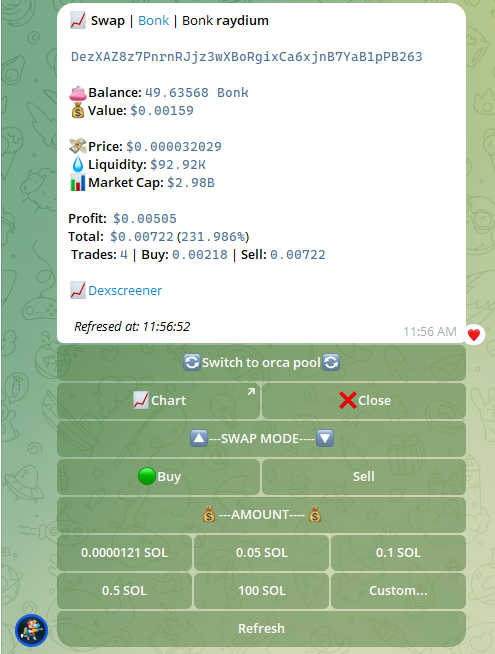 Swap | Bonk | Bonk raydium
DezXAZ8z7PnrnRJjz3wXBoRgixCa6xjnB7YaB1pPB263
Balance: 49.63568 Bonk
Value: $0.00159
Price: $0.000032029
Liquidity: $92.92K
Market Cap: $2.98B
Profit: $0.00505
Total: $0.00722 (231.986%)
Trades: 4 | Buy: 0.00218 | Sell: 0.00722
Dexscreener
Refresed at: 11:56:52
11:56 AM
Switch to orca pool
Chart
Close
---SWAP MODE----
Buy
Sell
---AMOUNT----
0.0000121 SOL
0.05 SOL
0.1 SOL
0.5 SOL
100 SOL
Custom...
Refresh